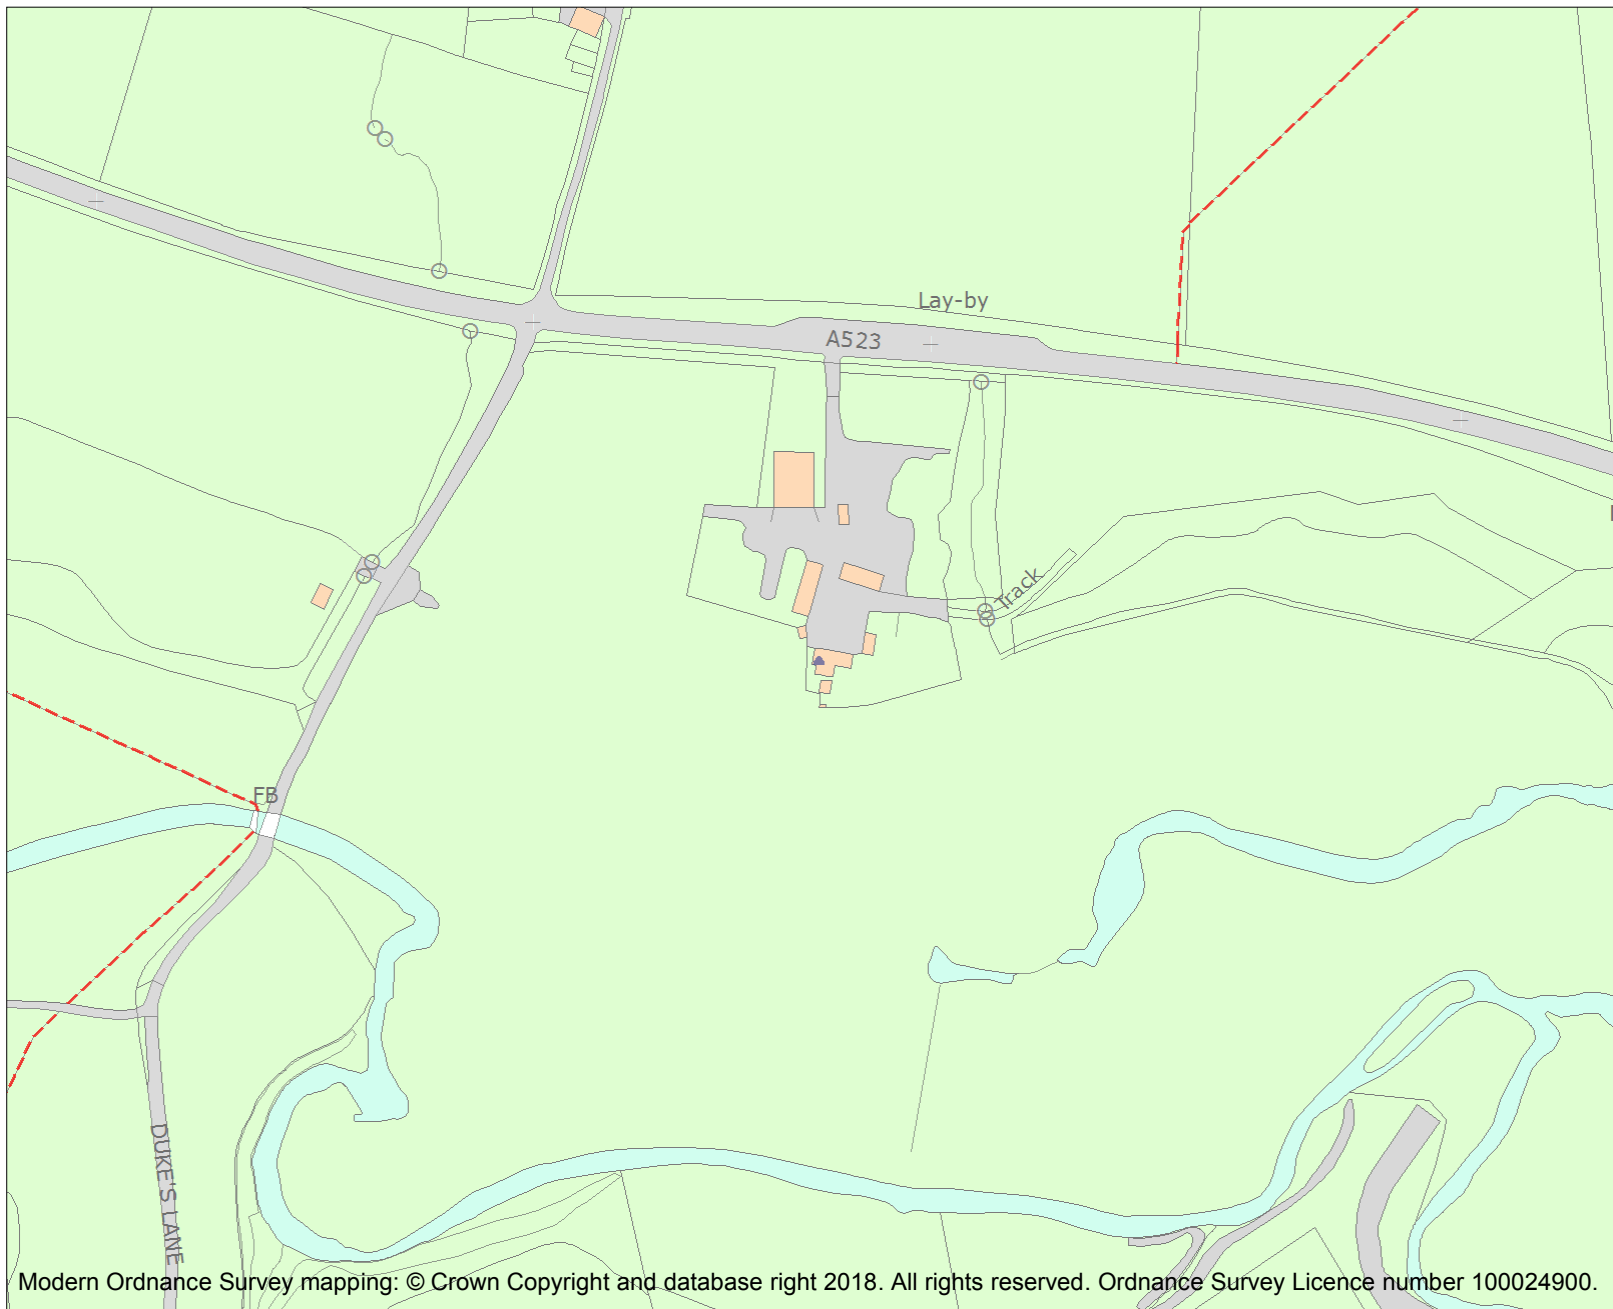 Lay-by
A523
Track
FB
DUKE'S LANE
Modern Ordnance Survey mapping: © Crown Copyright and database right 2018. All rights reserved. Ordnance Survey Licence number 100024900.